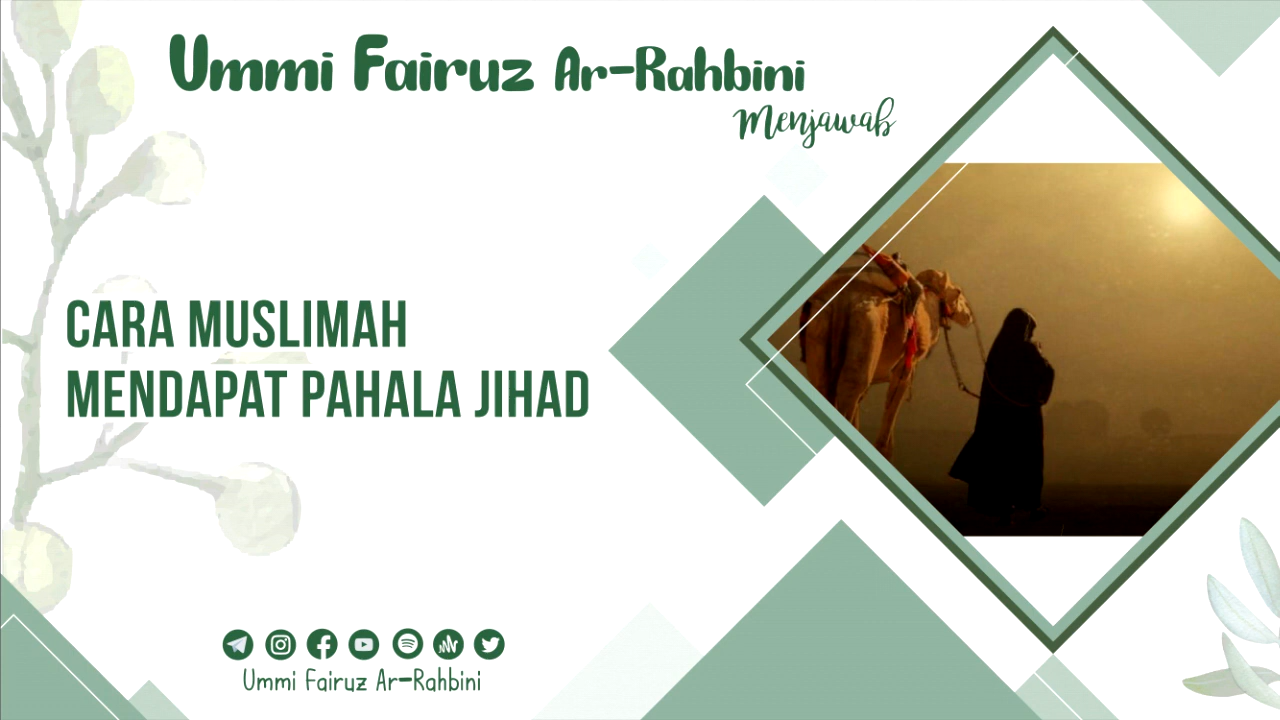 Ummi Fairuz Ar-Rahbini
Menjawab
CARA MUSLIMAH
MENDAPAT PAHALA JIHAD
Ummi Fairuz Ar-Rahbini